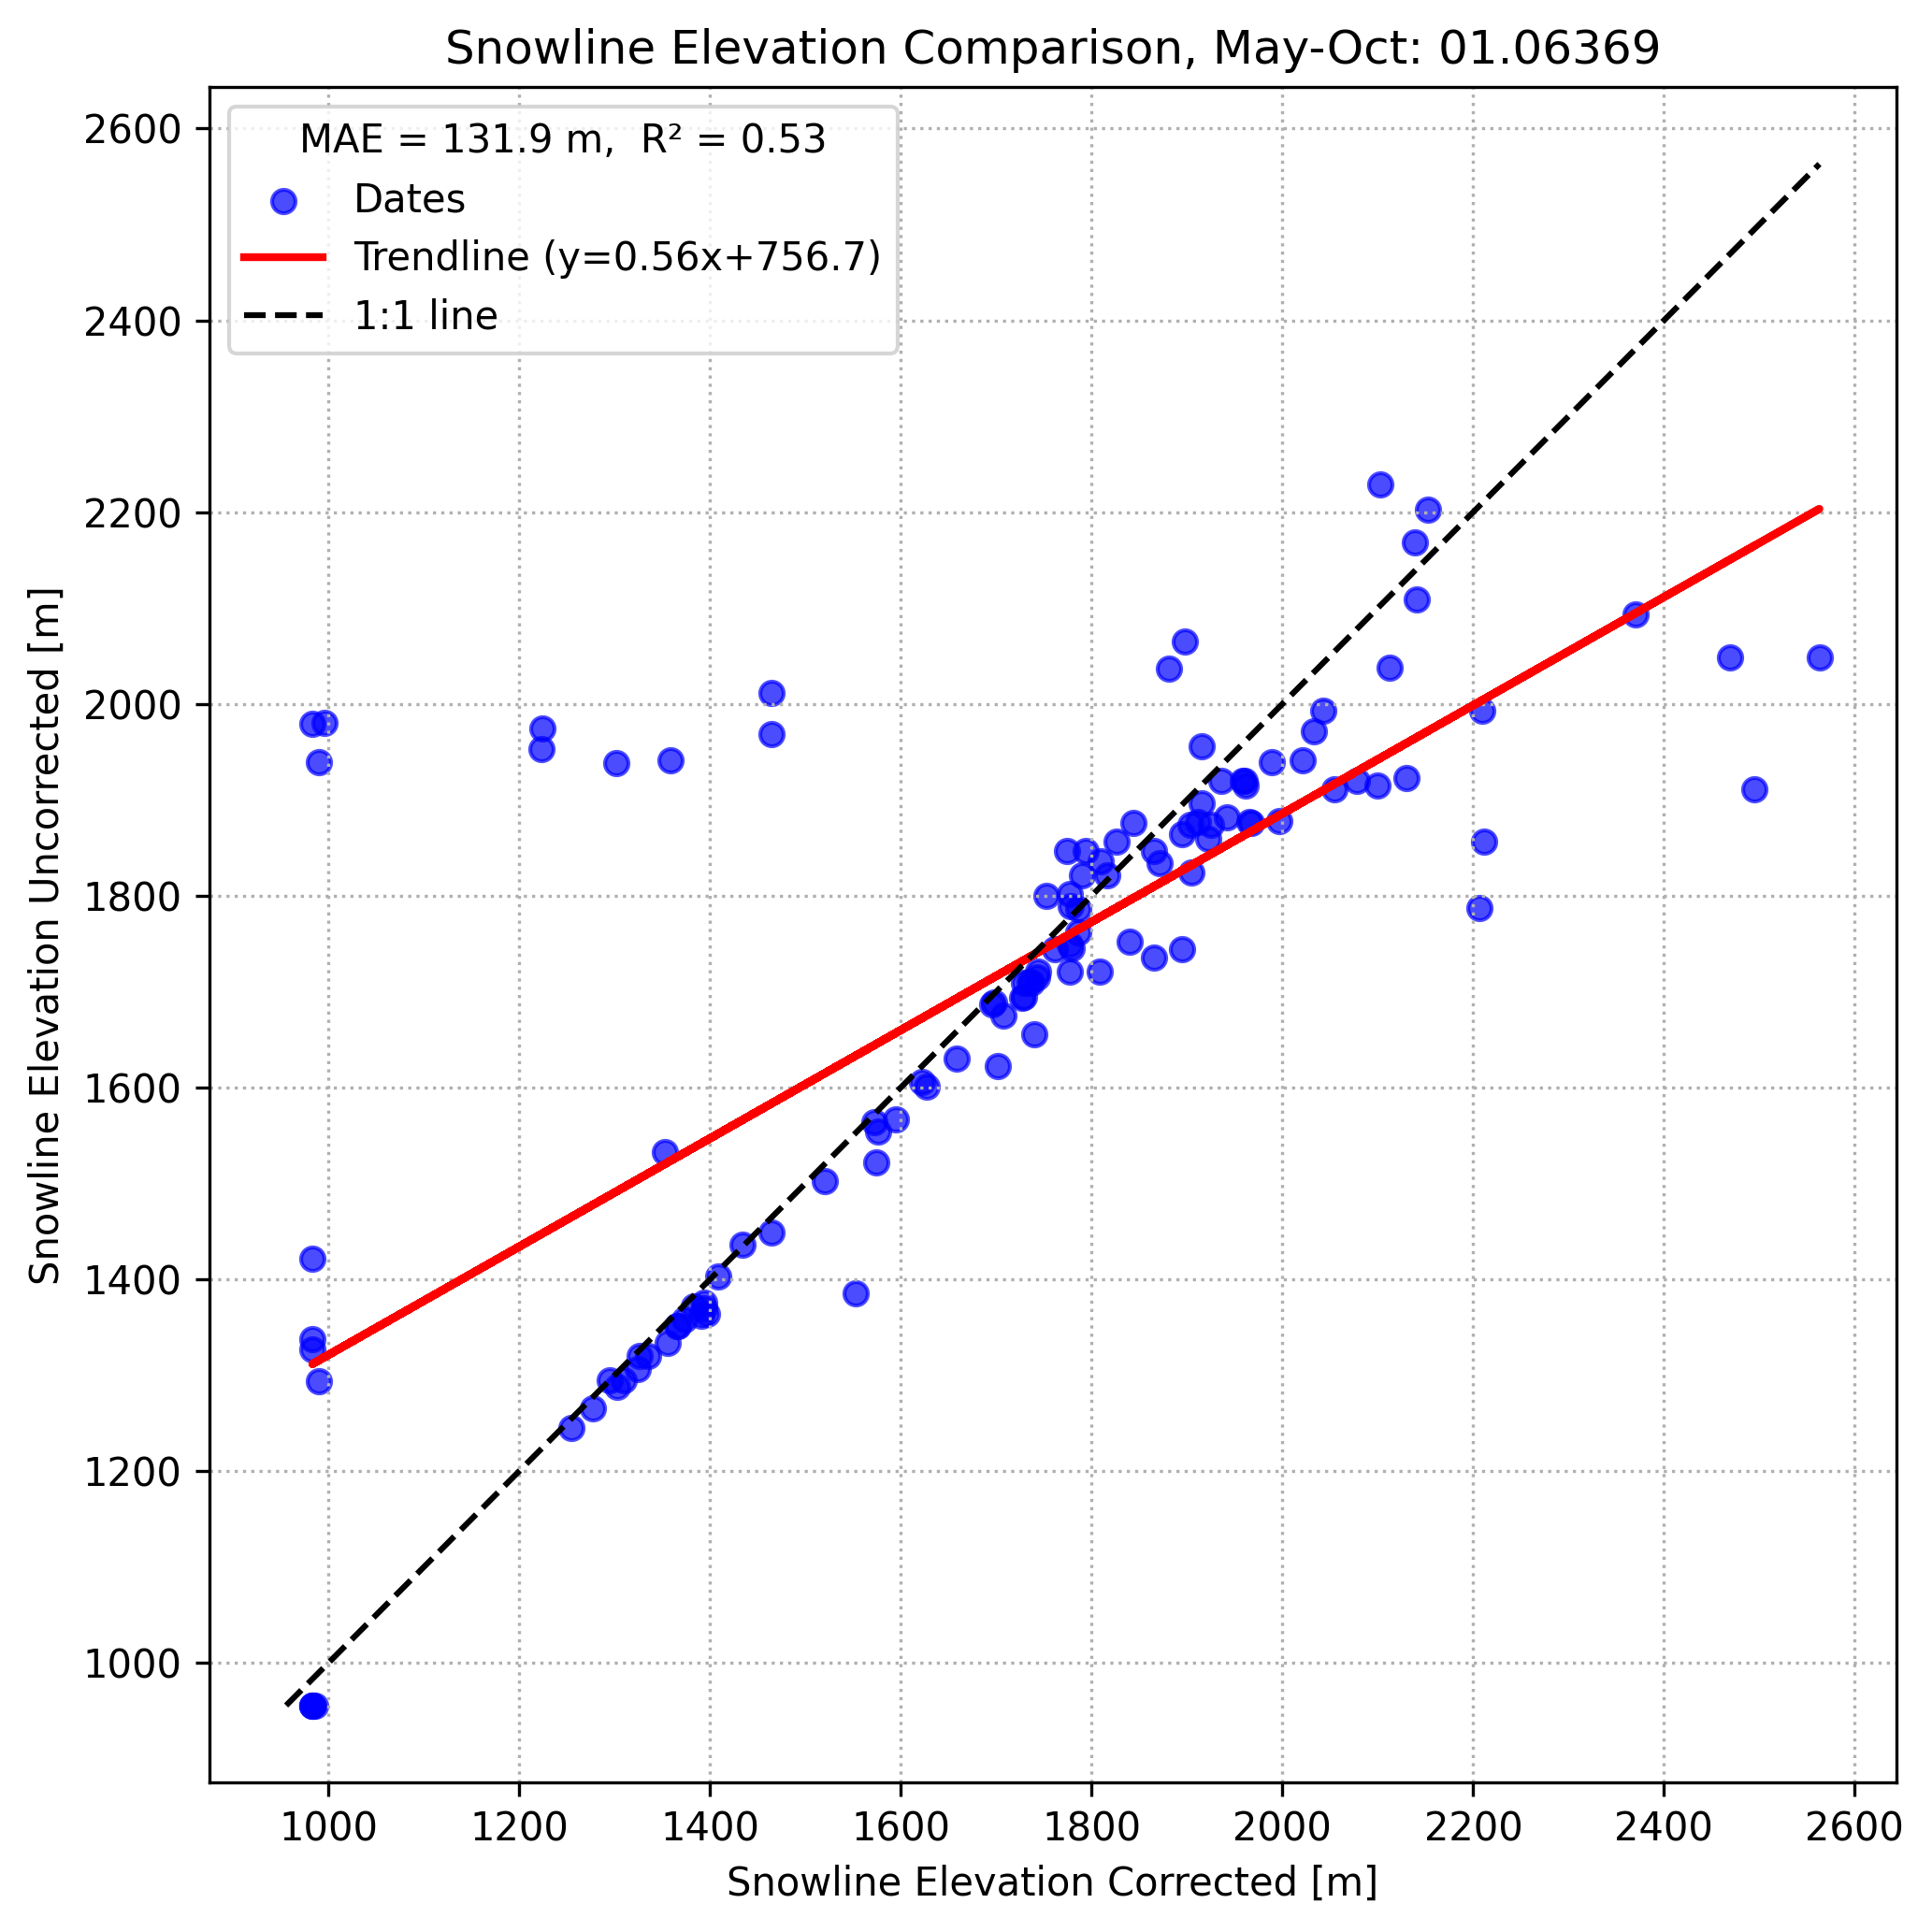 Snowline Elevation Comparison, May-Oct: 01.06369
MAE = 131.9 m,  R² = 0.53
Dates
Trendline (y=0.56x+756.7)
1:1 line
2600
2400
2200
2000
1800
1600
1400
1200
1000
Snowline Elevation Uncorrected [m]
1000 1200 1400 1600 1800 2000 2200 2400 2600
Snowline Elevation Corrected [m]